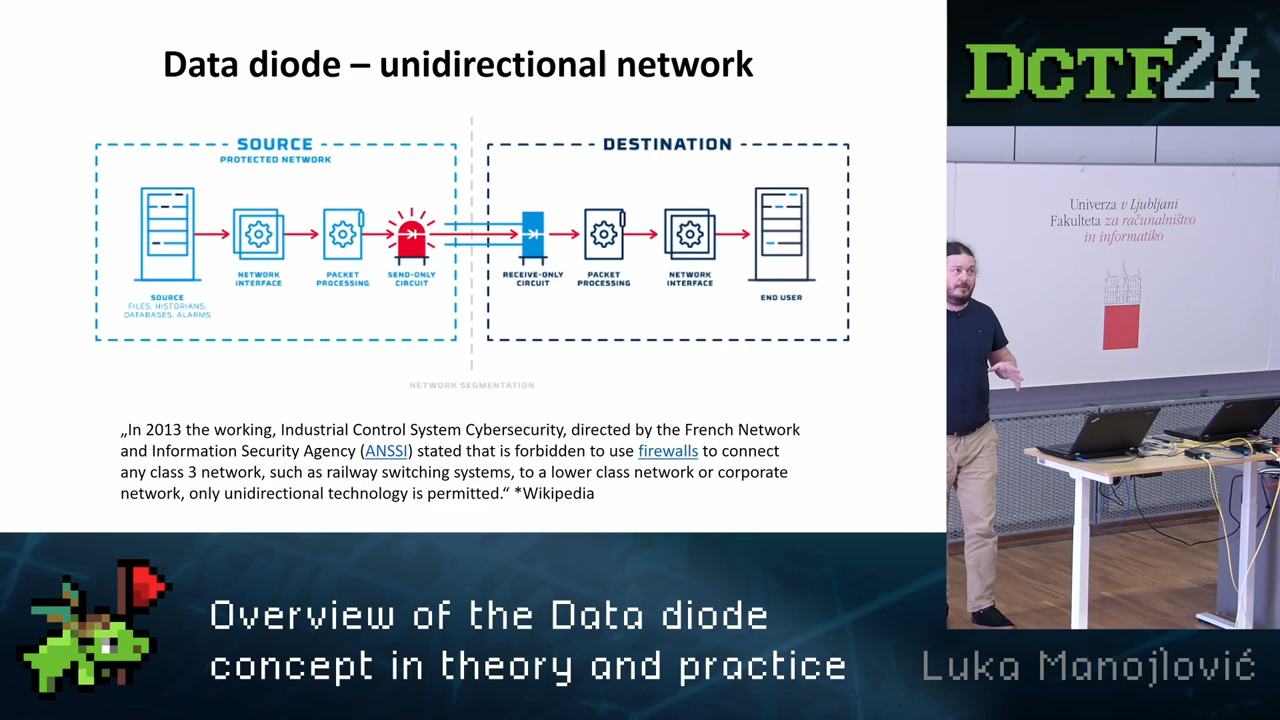 Data diode – unidirectional network
SOURCE
PROTECTED NETWORK
DESTINATION
NETWORK
INTERFACE
PACKET
PROCESSING
SEND-ONLY
CIRCUIT
RECEIVE-ONLY
CIRCUIT
PACKET
PROCESSING
NETWORK
INTERFACE
SOURCE
FILES, HISTORIANS,
DATABASES, ALARMS
END USER
NETWORK SEGMENTATION
„In 2013 the working, Industrial Control System Cybersecurity, directed by the French Network
and Information Security Agency (ANSSI) stated that is forbidden to use firewalls to connect
any class 3 network, such as railway switching systems, to a lower class network or corporate
network, only unidirectional technology is permitted.“ *Wikipedia
DCTF24
Univerza v Ljubljani
Fakulteta za računalništvo
in informatiko
Overview of the Data diode
concept in theory and practice
Luka Manojlović